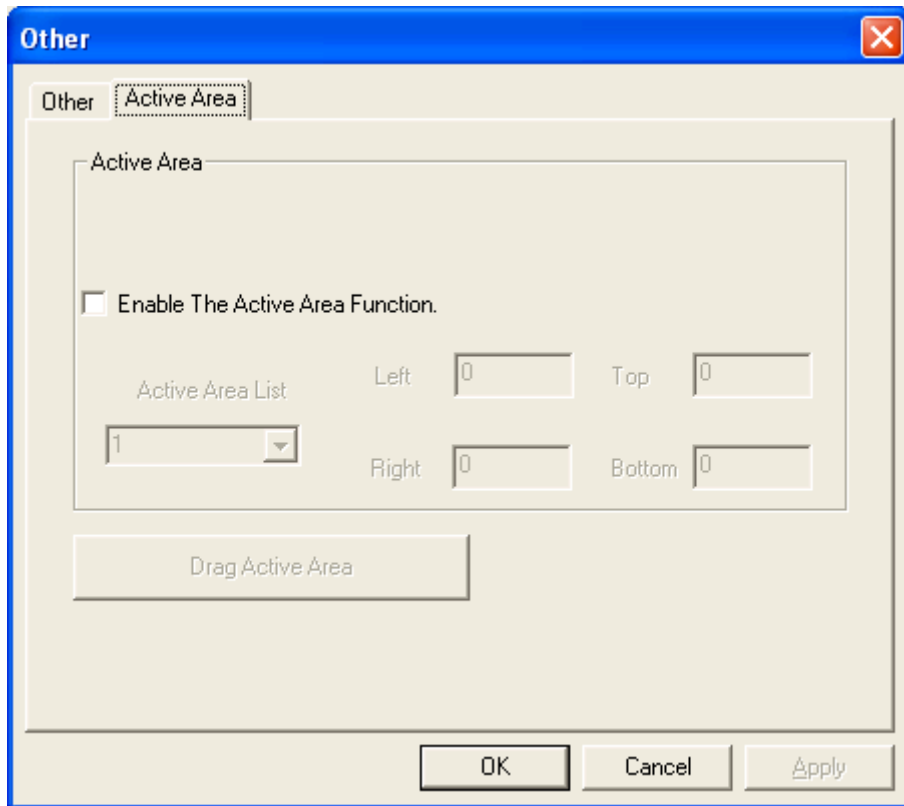 Other
Other Active Area
Active Area
Enable The Active Area Function.
Active Area List
Left 0 Top 0
1
Right 0 Bottom 0
Drag Active Area
OK Cancel Apply